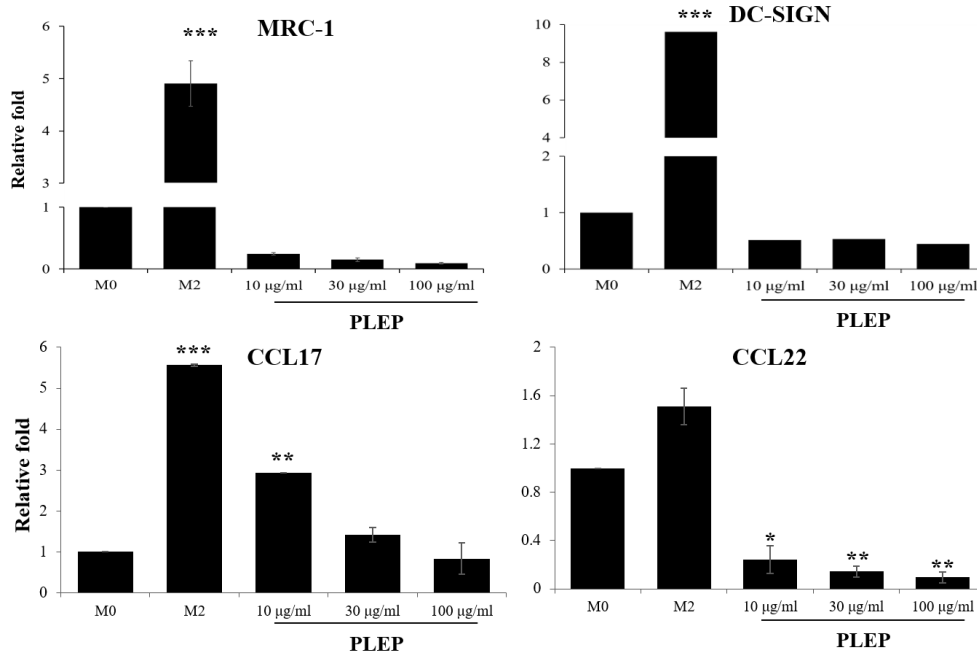 MRC-1
***
Relative fold
6
5
4
3
1
0
M0 M2 10 μg/ml 30 μg/ml 100 μg/ml
PLEP
DC-SIGN
***
10
8
6
4
2
1
0
M0 M2 10 μg/ml 30 μg/ml 100 μg/ml
PLEP
CCL17
***
**
Relative fold
6
5
4
3
2
1
0
M0 M2 10 μg/ml 30 μg/ml 100 μg/ml
PLEP
CCL22
2
1.6
1.2
0.8
0.4
0
*
**
**
M0 M2 10 μg/ml 30 μg/ml 100 μg/ml
PLEP